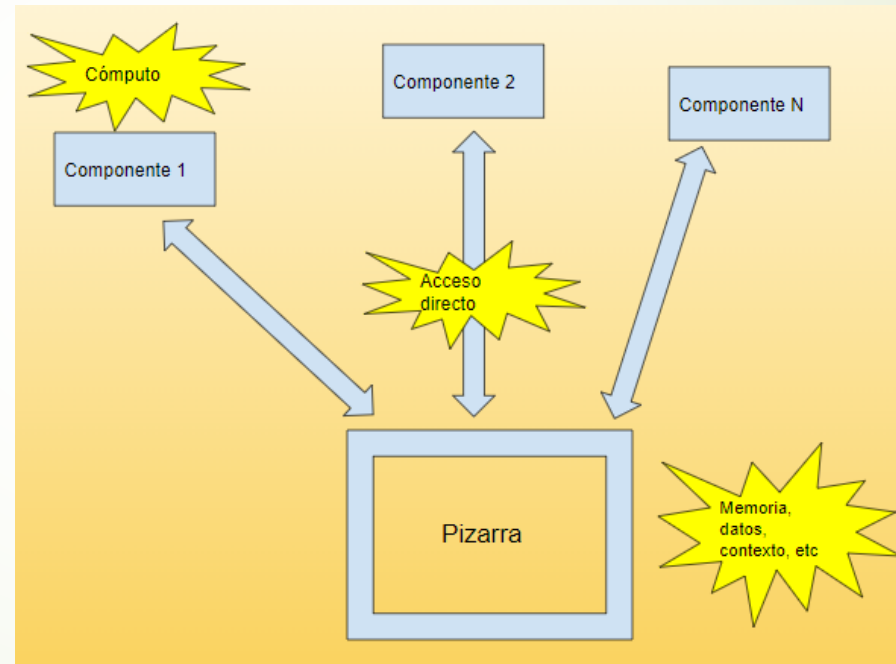 Cómputo
Componente 1
Componente 2
Componente N
Acceso
directo
Pizarra
Memoria,
datos,
contexto, etc